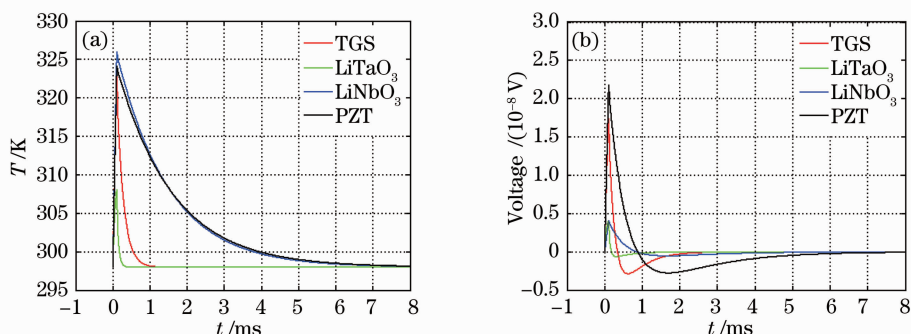 (a)
TGS
LiTaO3
LiNbO3
PZT
330
325
320
315
310
305
300
295
T /K
−1 0 1 2 3 4 5 6 7 8
t /ms
(b)
TGS
LiTaO3
LiNbO3
PZT
3.0
2.5
2.0
1.5
1.0
0.5
0
−0.5
Voltage /(10⁻⁸ V)
−1 0 1 2 3 4 5 6 7 8
t /ms